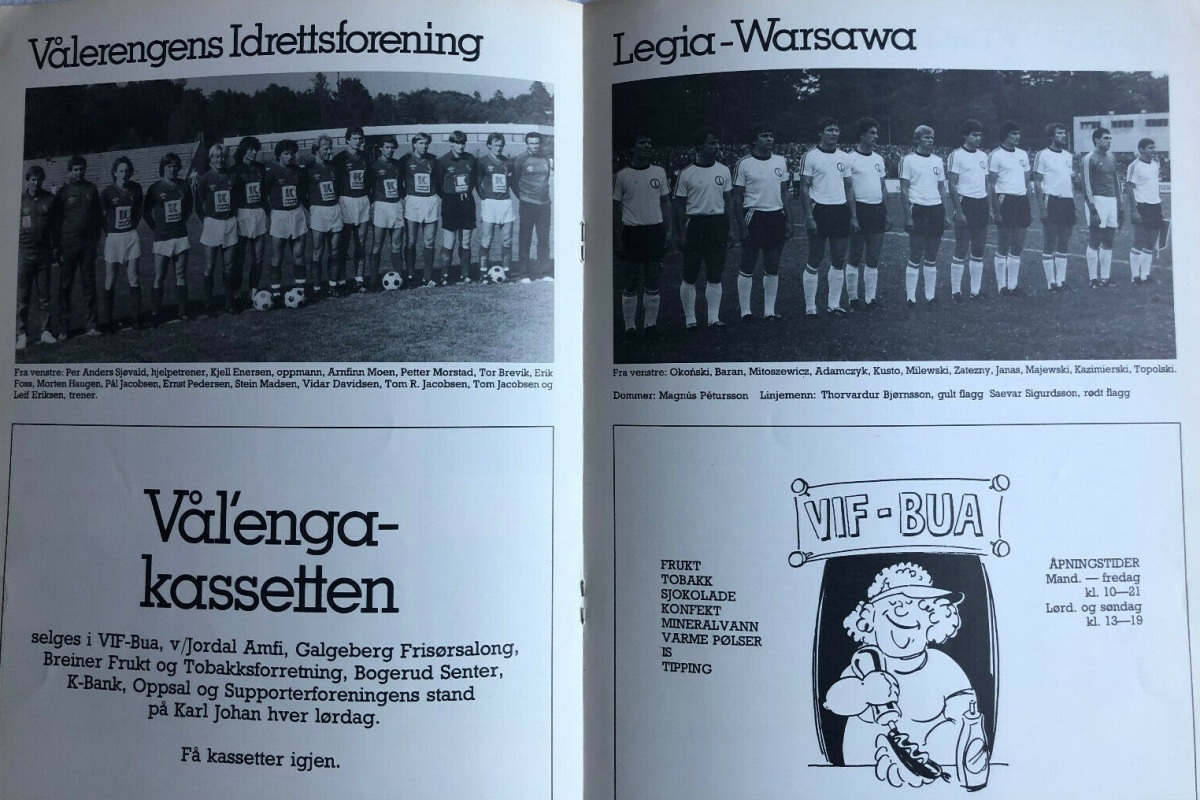 Vålerengens Idrettsforening
Fra venstre: Per Anders Sjøvald, hjelpetrener, Kjell Enersen, oppmann, Arnfinn Moen, Petter Morstad, Tor Brevik, Erik
Foss, Morten Haugen, Pål Jacobsen, Ernst Pedersen, Stein Madsen, Vidar Davidsen, Tom R. Jacobsen, Tom Jacobsen og
Leif Eriksen, trener.
Vål'enga-
kassetten
selges i VIF-Bua, v/Jordal Amfi, Galgeberg Frisørsalong,
Breiner Frukt og Tobakksforretning, Bogerud Senter,
K-Bank, Oppsal og Supporterforeningens stand
på Karl Johan hver lørdag.
Få kassetter igjen.
Legia-Warsawa
Fra venstre: Okoński, Baran, Mitoszewicz, Adamczyk, Kusto, Milewski, Zatezny, Janas, Majewski, Kazimierski, Topolski.
Dommer: Magnús Pétursson Linjemenn: Thorvardur Bjørnsson, gult flagg Saevar Sigurdsson, rødt flagg
VIF-BUA
FRUKT
TOBAKK
SJOKOLADE
KONFEKT
MINERALVANN
VARME PØLSER
IS
TIPPING
ÅPNINGSTIDER
Mand. — fredag
kl. 10—21
Lørd. og søndag
kl. 13—19